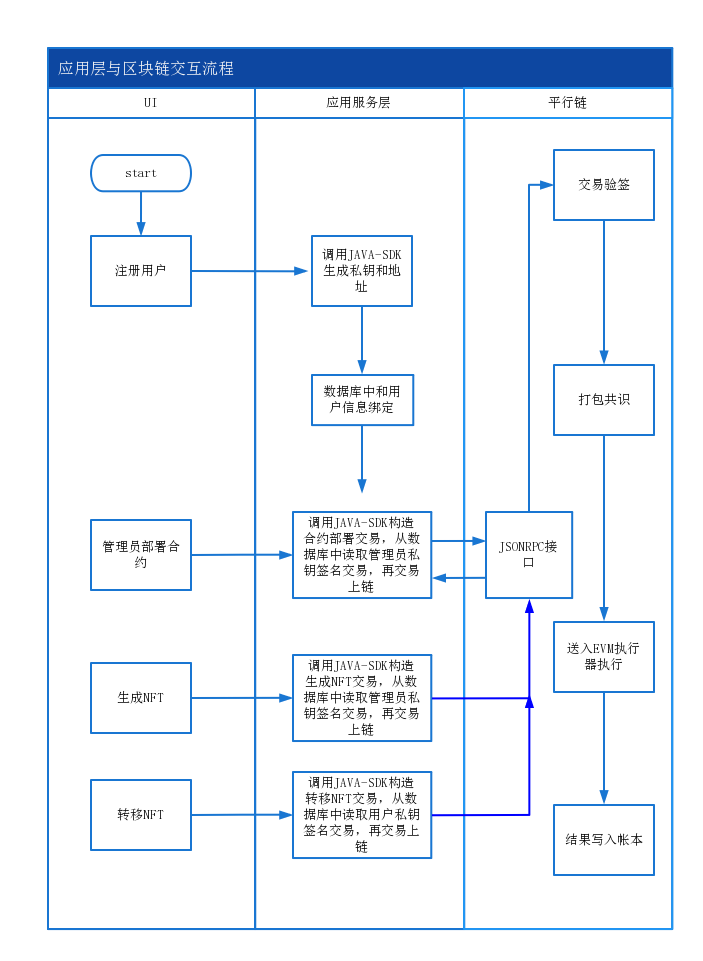 应用层与区块链交互流程
UI
应用服务层
平行链
start
交易验签
注册用户
调用JAVA-SDK
生成私钥和地
址
数据库中和用
户信息绑定
打包共识
管理员部署合
约
调用JAVA-SDK构造
合约部署交易，从数
据库中读取管理员私
钥签名交易，再交易
上链
JSONRPC接
口
送入EVM执行
器执行
生成NFT
调用JAVA-SDK构造
生成NFT交易，从数
据库中读取管理员私
钥签名交易，再交易
上链
转移NFT
调用JAVA-SDK构造
转移NFT交易，从数
据库中读取用户私钥
签名交易，再交易上
链
结果写入帐本